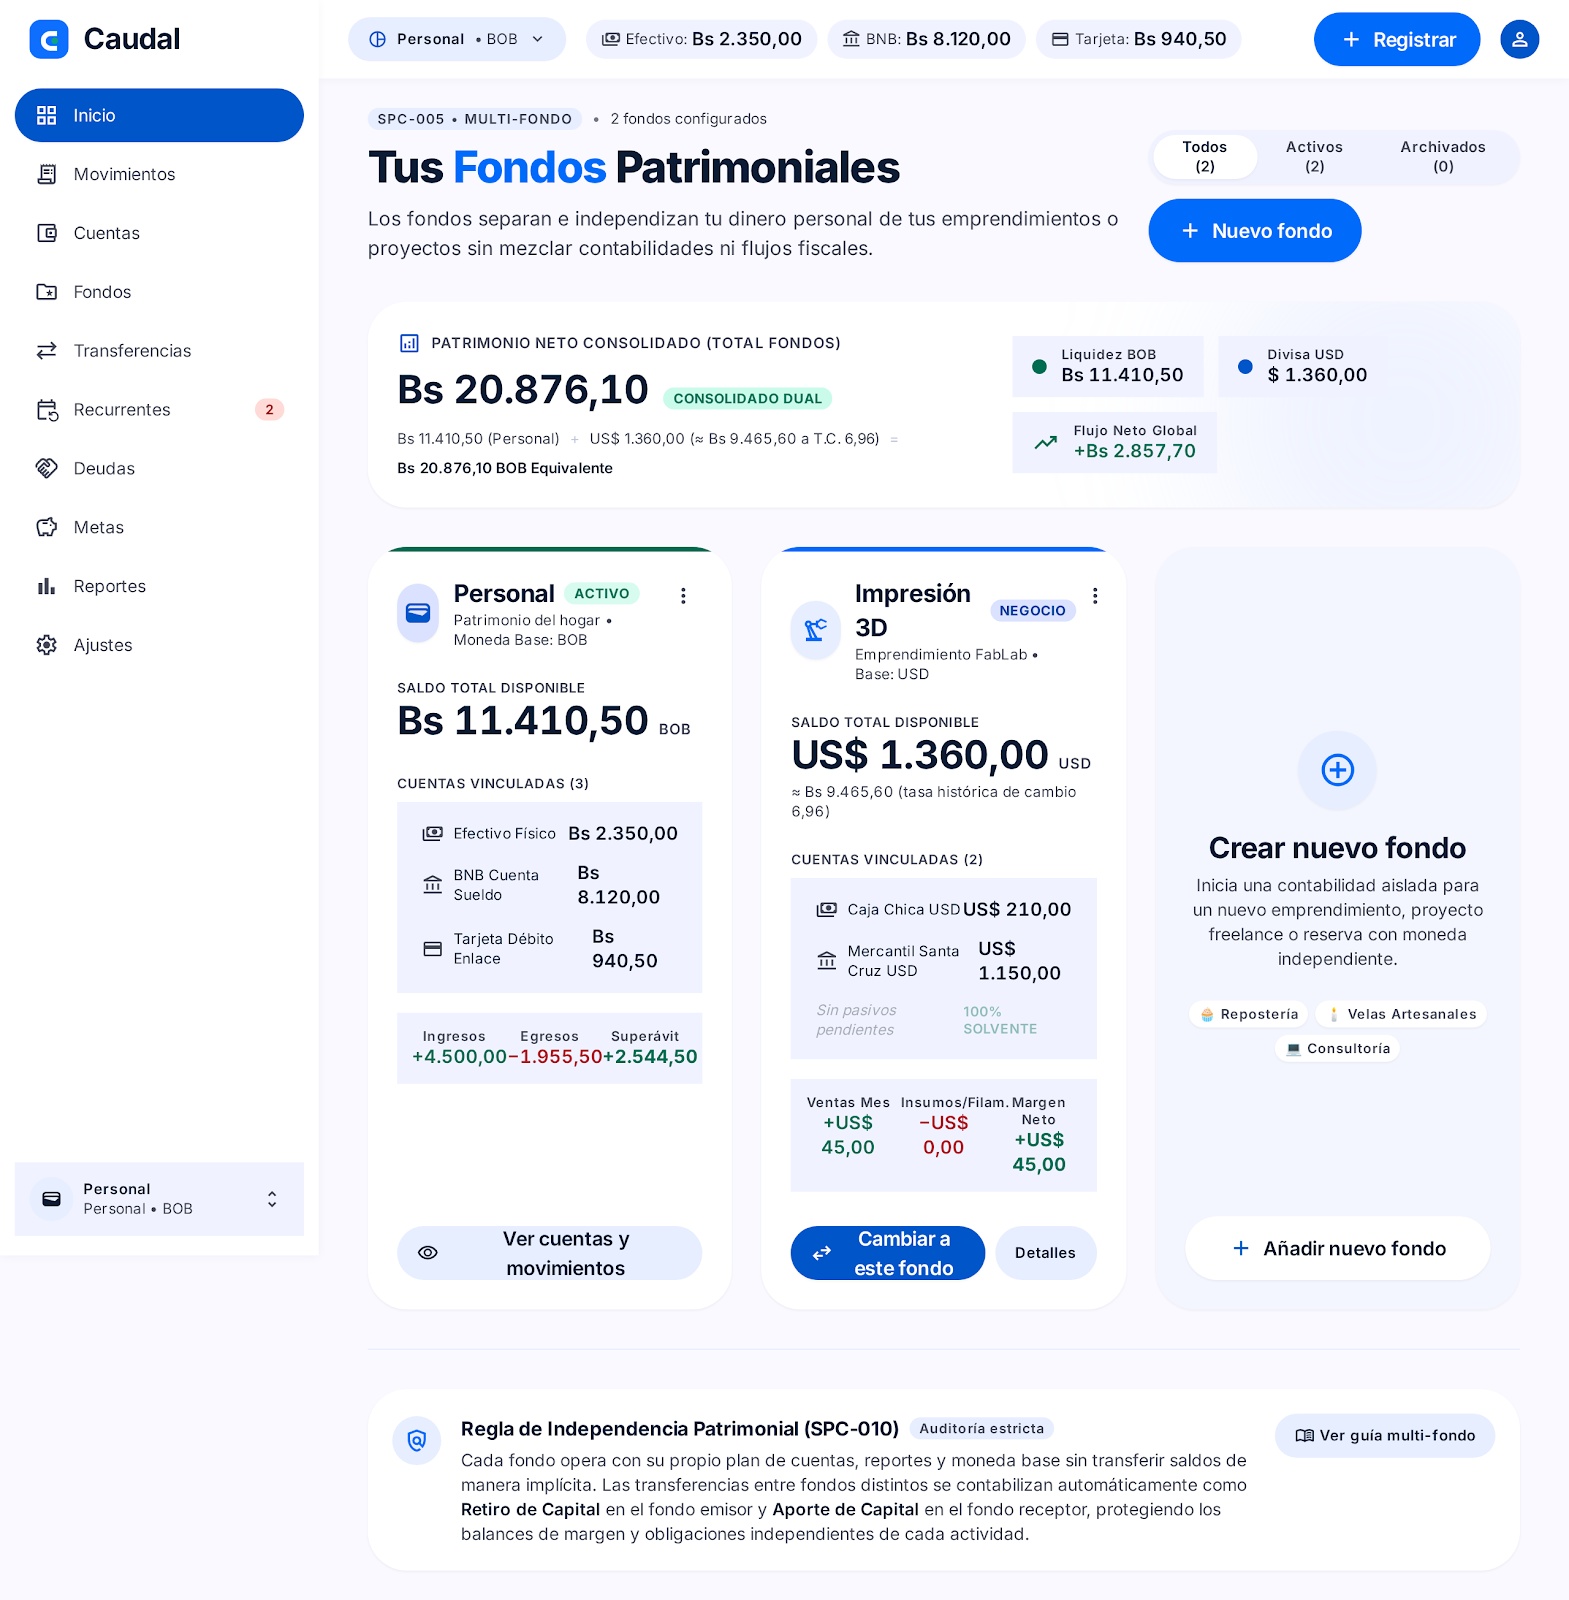 Caudal
Personal • BOB
Efectivo: Bs 2.350,00
BNB: Bs 8.120,00
Tarjeta: Bs 940,50
Registrar
Inicio
Movimientos
Cuentas
Fondos
Transferencias
Recurrentes 2
Deudas
Metas
Reportes
Ajustes
Personal
Personal • BOB
SPC-005 • MULTI-FONDO • 2 fondos configurados
Tus Fondos Patrimoniales
Los fondos separan e independizan tu dinero personal de tus emprendimientos o
proyectos sin mezclar contabilidades ni flujos fiscales.
Todos
(2)
Activos
(2)
Archivados
(0)
Nuevo fondo
PATRIMONIO NETO CONSOLIDADO (TOTAL FONDOS)
Bs 20.876,10 CONSOLIDADO DUAL
Bs 11.410,50 (Personal) + US$ 1.360,00 (≈ Bs 9.465,60 a T.C. 6,96) =
Bs 20.876,10 BOB Equivalente
Liquidez BOB
Bs 11.410,50
Divisa USD
$ 1.360,00
Flujo Neto Global
+Bs 2.857,70
Personal ACTIVO
Patrimonio del hogar •
Moneda Base: BOB
SALDO TOTAL DISPONIBLE
Bs 11.410,50 BOB
CUENTAS VINCULADAS (3)
Efectivo Físico Bs 2.350,00
BNB Cuenta
Sueldo
Bs
8.120,00
Tarjeta Débito
Enlace
Bs
940,50
Ingresos
+4.500,00
Egresos
−1.955,50
Superávit
+2.544,50
Ver cuentas y
movimientos
Impresión
3D
NEGOCIO
Emprendimiento FabLab •
Base: USD
SALDO TOTAL DISPONIBLE
US$ 1.360,00 USD
≈ Bs 9.465,60 (tasa histórica de cambio
6,96)
CUENTAS VINCULADAS (2)
Caja Chica USD US$ 210,00
Mercantil Santa
Cruz USD
US$
1.150,00
Sin pasivos
pendientes
100%
SOLVENTE
Ventas Mes
+US$
45,00
Insumos/Filam.
−US$
0,00
Margen
Neto
+US$
45,00
Cambiar a
este fondo
Detalles
Crear nuevo fondo
Inicia una contabilidad aislada para
un nuevo emprendimiento, proyecto
freelance o reserva con moneda
independiente.
Repostería
Velas Artesanales
Consultoría
Añadir nuevo fondo
Regla de Independencia Patrimonial (SPC-010) Auditoría estricta
Cada fondo opera con su propio plan de cuentas, reportes y moneda base sin transferir saldos de
manera implícita. Las transferencias entre fondos distintos se contabilizan automáticamente como
Retiro de Capital en el fondo emisor y Aporte de Capital en el fondo receptor, protegiendo los
balances de margen y obligaciones independientes de cada actividad.
Ver guía multi-fondo